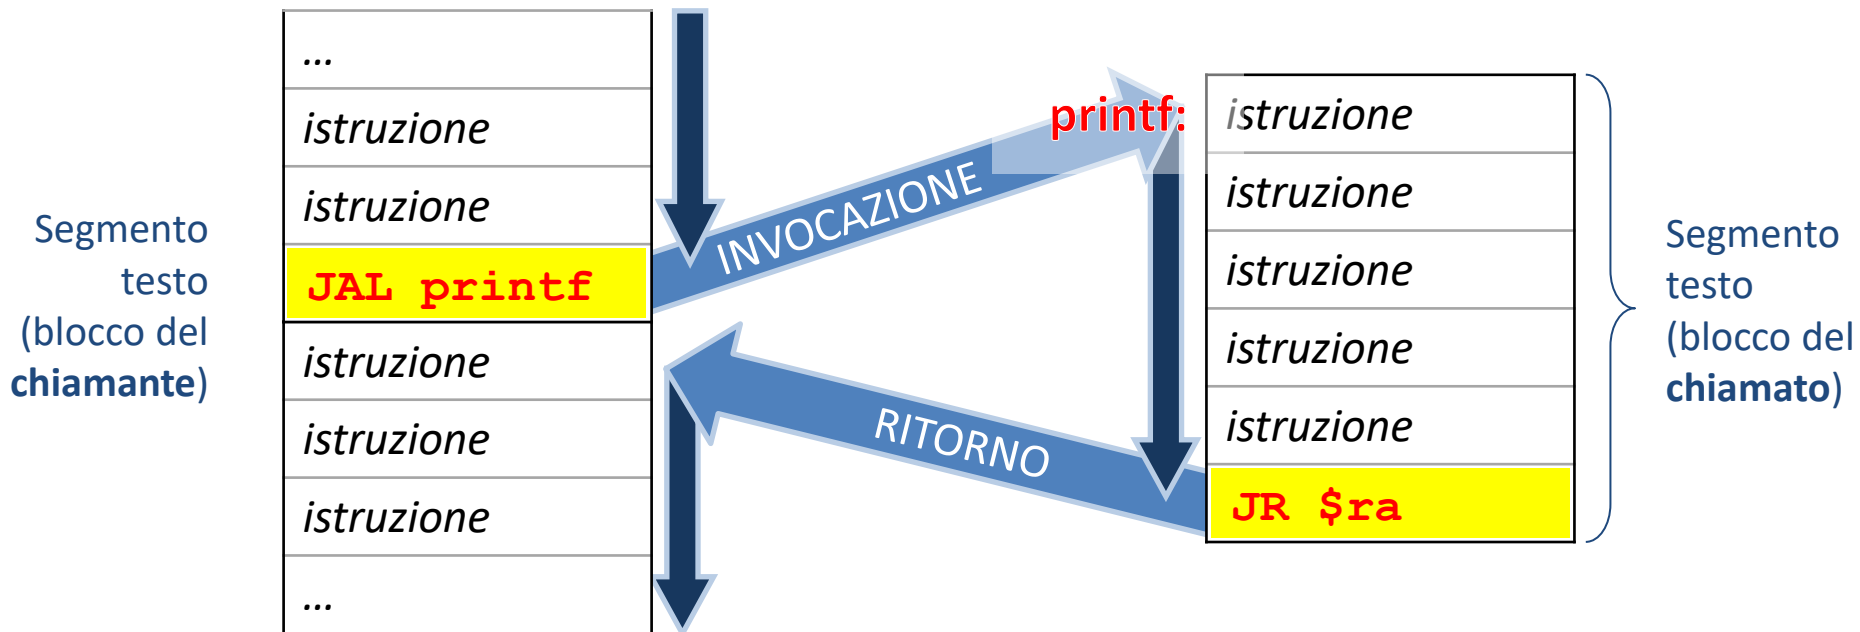 Segmento
testo
(blocco del
chiamante)
…
istruzione
istruzione
JAL printf
istruzione
istruzione
istruzione
…
INVOCAZIONE
RITORNO
printf:
istruzione
istruzione
istruzione
istruzione
istruzione
JR $ra
Segmento
testo
(blocco del
chiamato)